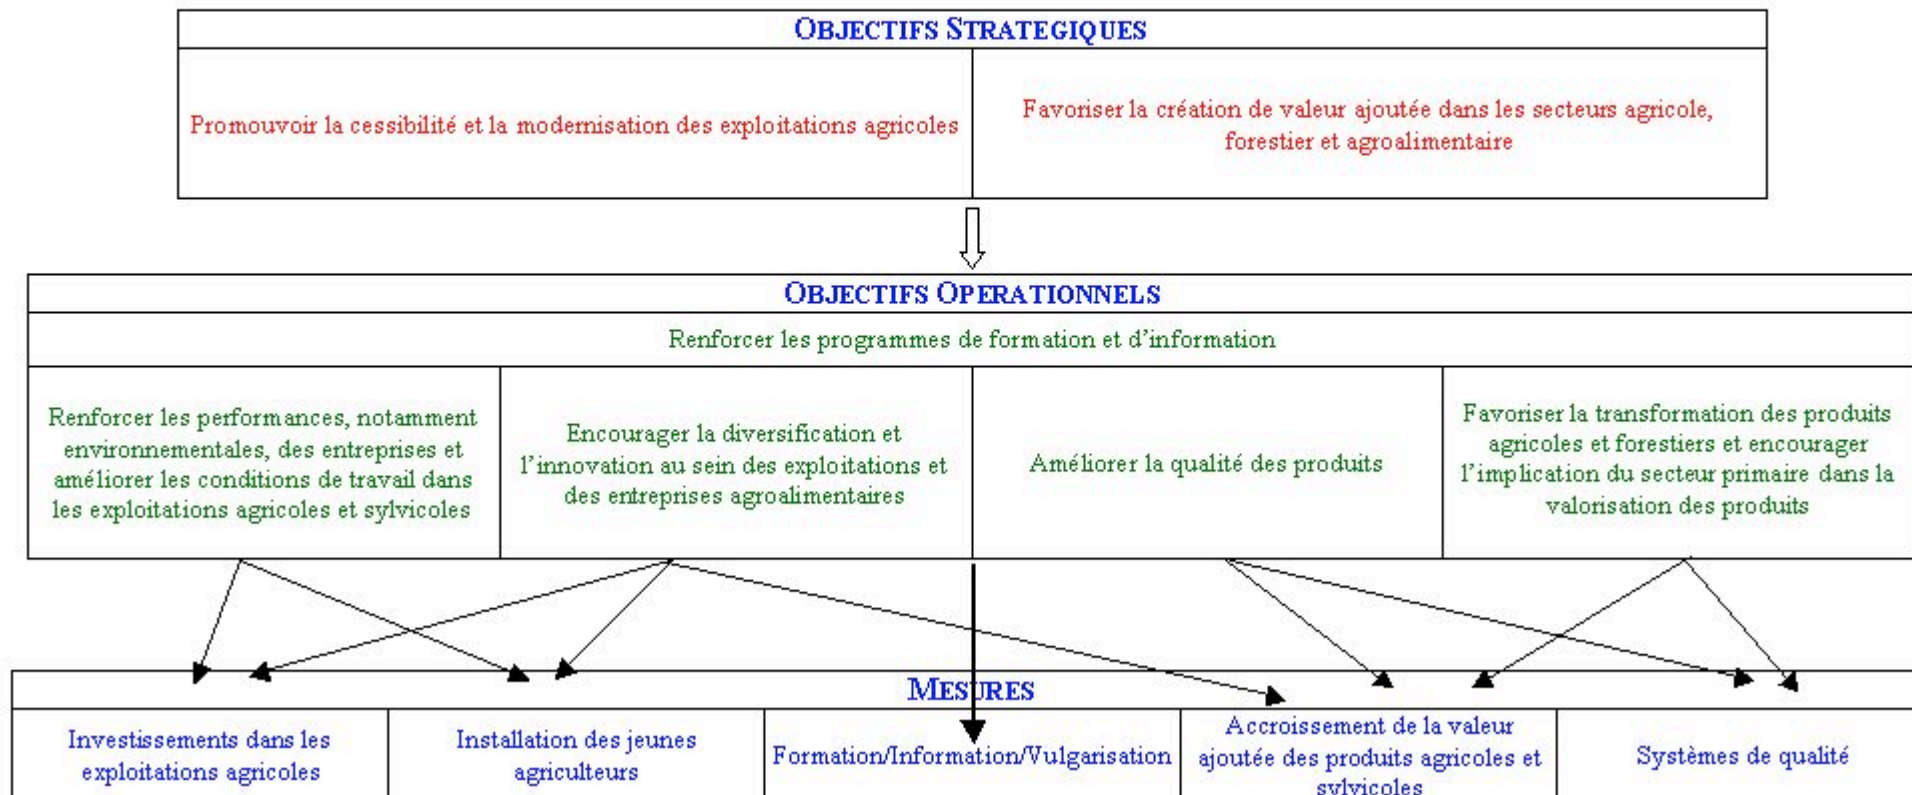 OBJECTIFS STRATEGIQUES
Promouvoir la cessibilité et la modernisation des exploitations agricoles
Favoriser la création de valeur ajoutée dans les secteurs agricole,
forestier et agroalimentaire
OBJECTIFS OPERATIONNELS
Renforcer les programmes de formation et d'information
Renforcer les performances, notamment
environnementales, des entreprises et
améliorer les conditions de travail dans
les exploitations agricoles et sylvicoles
Encourager la diversification et
l'innovation au sein des exploitations et
des entreprises agroalimentaires
Améliorer la qualité des produits
Favoriser la transformation des produits
agricoles et forestiers et encourager
l'implication du secteur primaire dans la
valorisation des produits
MESURES
Investissements dans les
exploitations agricoles
Installation des jeunes
agriculteurs
Formation/Information/Vulgarisation
Accroissement de la valeur
ajoutée des produits agricoles et
sylvicoles
Systèmes de qualité